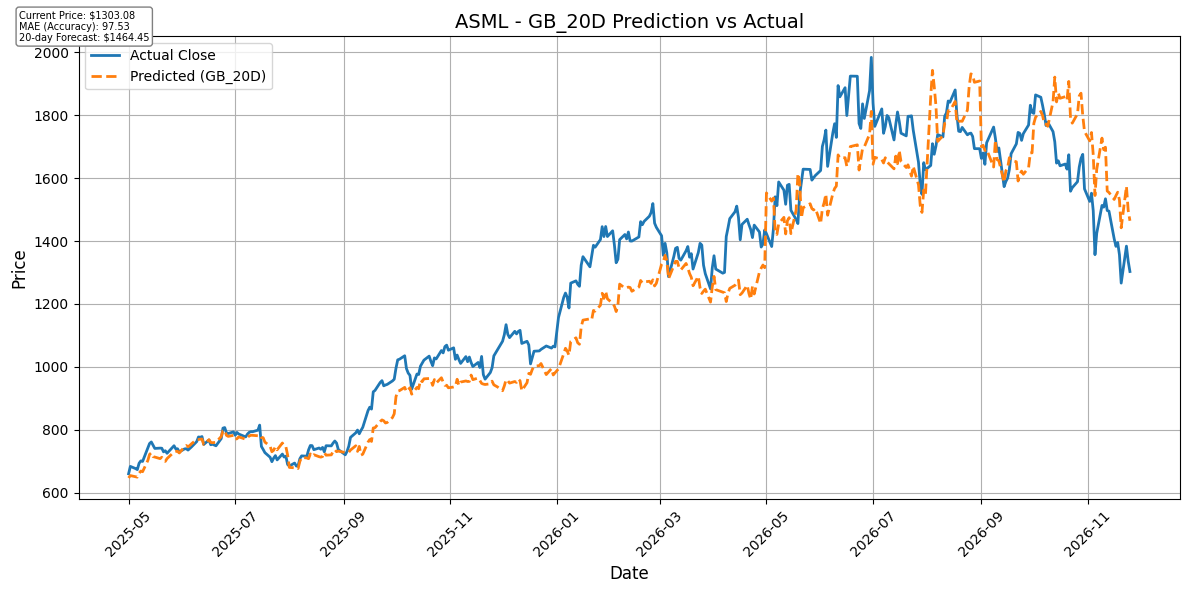 Current Price: $1303.08
MAE (Accuracy): 97.53
20-day Forecast: $1464.45
ASML - GB_20D Prediction vs Actual
Actual Close
Predicted (GB_20D)
Price
2000
1800
1600
1400
1200
1000
800
600
2025-05
2025-07
2025-09
2025-11
2026-01
2026-03
2026-05
2026-07
2026-09
2026-11
Date